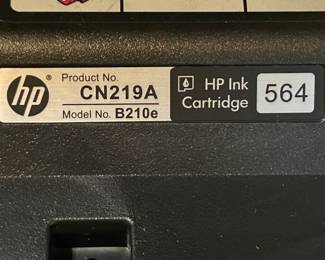 hp® Product No.
CN219A
Model No. B210e
HP Ink
Cartridge
564